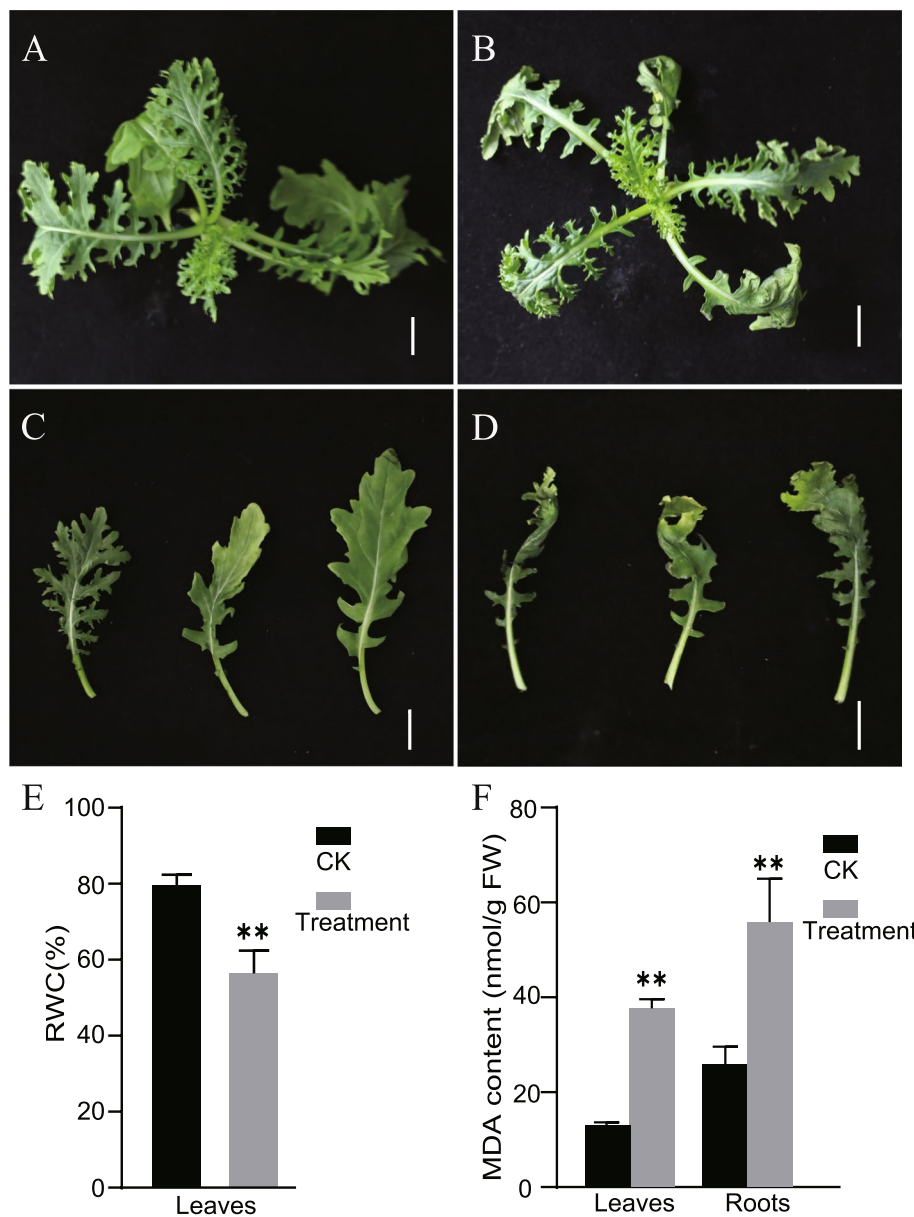 A
B
C
D
E
RWC(%)
100
80
60
40
20
0
Leaves
CK
Treatment
**
F
MDA content (nmol/g FW)
80
60
40
20
0
Leaves
Roots
CK
Treatment
**
**